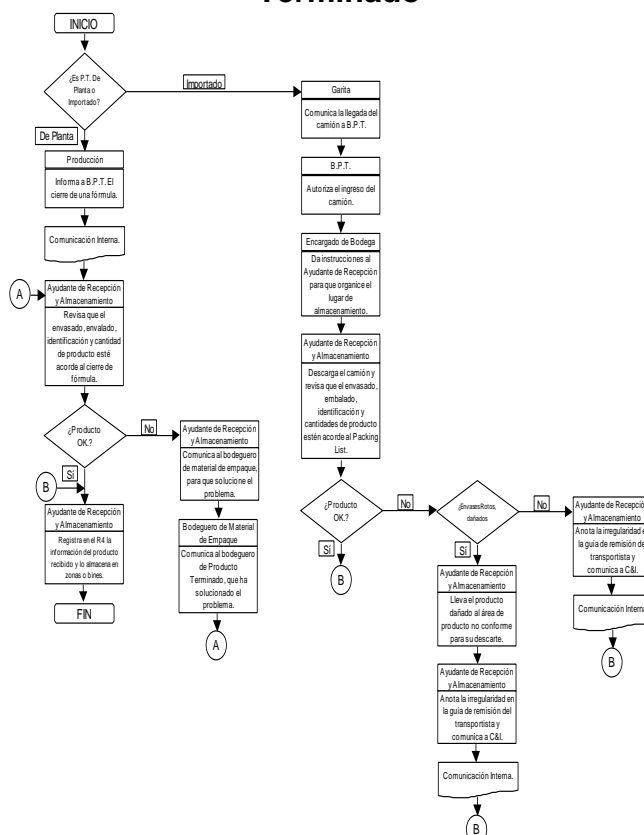 Terminado
INICIO
¿Es P.T. De
Planta o
Importado?
Importado
De Planta
Producción
Informa a B.P.T. El
cierre de una fórmula.
Comunicación Interna.
A
Ayudante de Recepción
y Almacenamiento
Revisa que el
envasado, envalado,
identificación y cantidad
de producto esté
acorde al cierre de
fórmula.
¿Producto
OK.?
No
Sí
B
Ayudante de Recepción
y Almacenamiento
Registra en el R4 la
información del producto
recibido y lo almacena en
zonas o bines.
FIN
Ayudante de Recepción
y Almacenamiento
Comunica al bodeguero
de material de empaque,
para que solucione el
problema.
Bodeguero de Material
de Empaque
Comunica al bodeguero
de Producto
Terminado, que ha
solucionado el
problema.
A
Garita
Comunica la llegada del
camión a B.P.T.
B.P.T.
Autoriza el ingreso del
camión.
Encargado de Bodega
Da instrucciones al
Ayudante de Recepción
para que organice el
lugar de
almacenamiento.
Ayudante de Recepción
y Almacenamiento
Descarga el camión y
revisa que el envasado,
embalado,
identificación y
cantidades de producto
estén acorde al Packing
List.
¿Producto
OK.?
No
Sí
B
¿Envases Rotos,
dañados
No
Sí
Ayudante de Recepción
y Almacenamiento
Lleva el producto
dañado al área de
producto no conforme
para su descarte.
Ayudante de Recepción
y Almacenamiento
Anota la irregularidad en
la guía de remisión del
transportista y
comunica a C&I.
Comunicación Interna.
B
Ayudante de Recepción
y Almacenamiento
Anota la irregularidad e
la guía de remisión de
transportista y
comunica a C&I.
Comunicación Interna
B